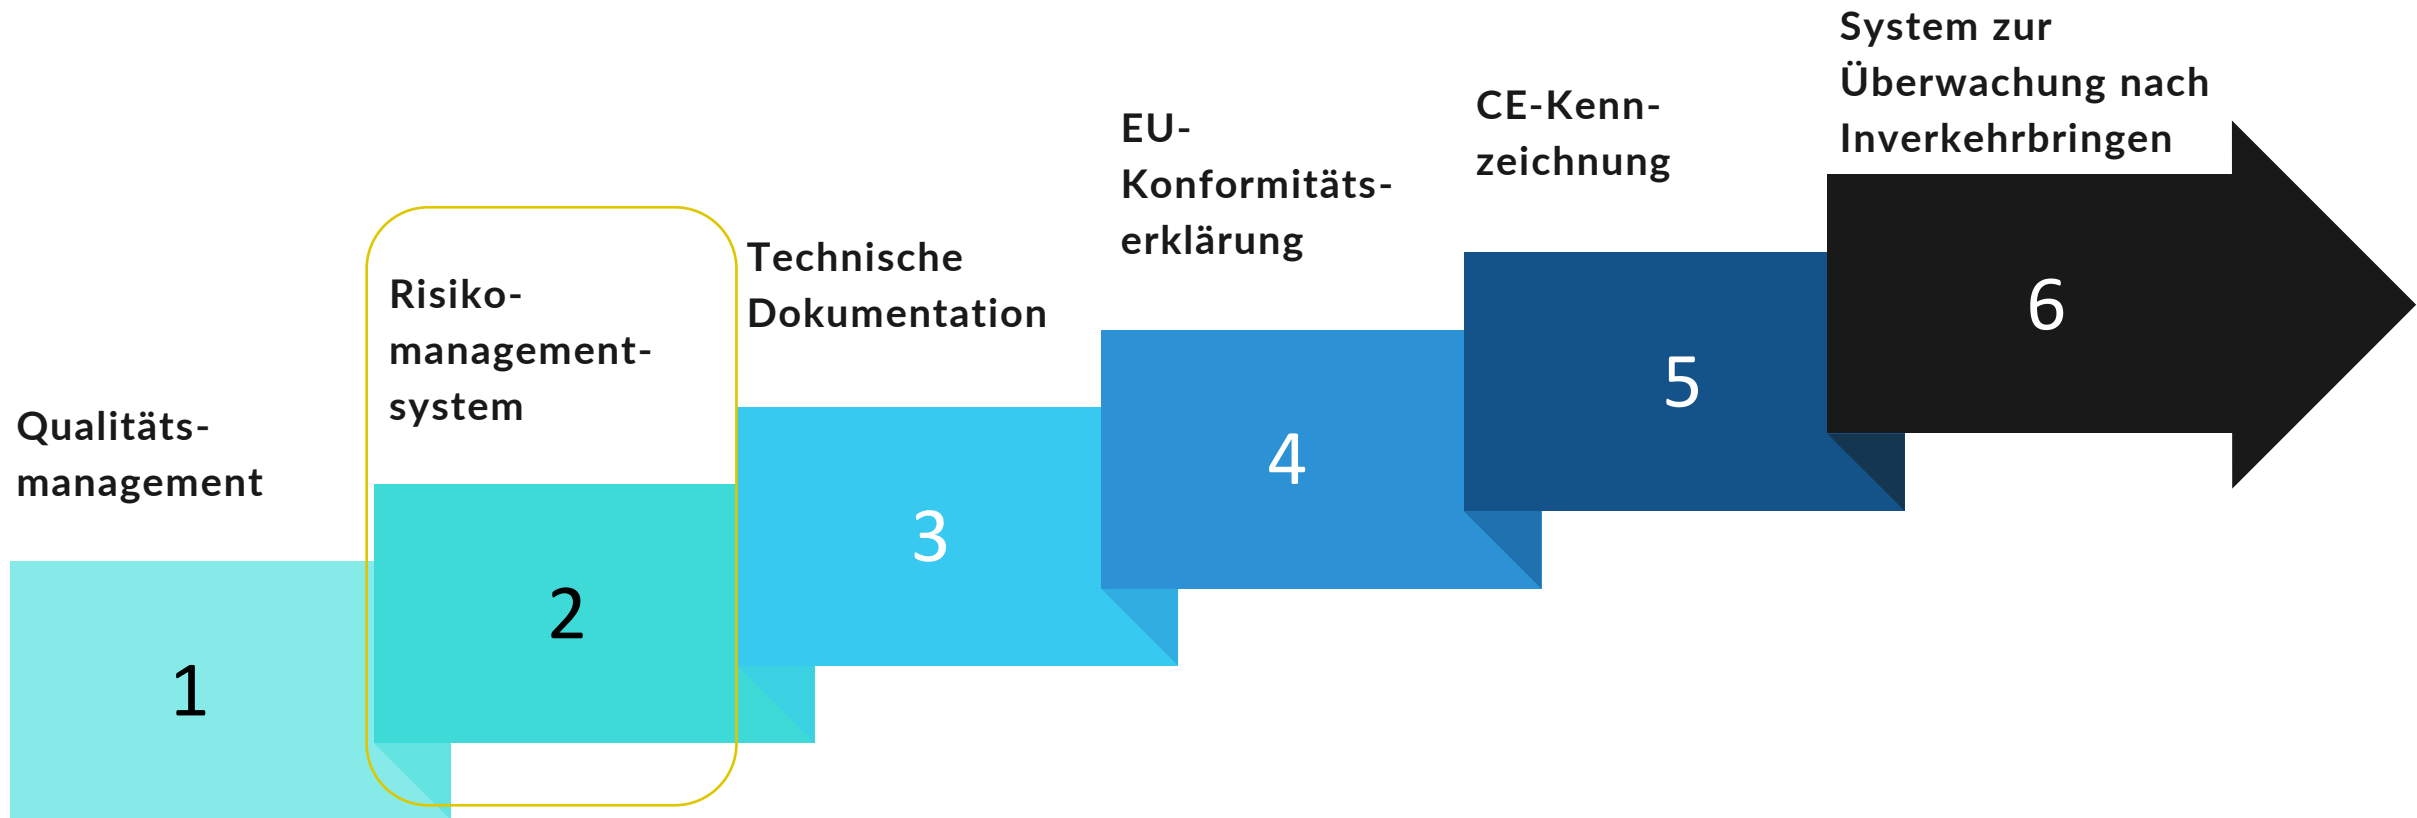 Qualitäts-
management
1
Risiko-
management-
system
2
Technische
Dokumentation
3
EU-
Konformitäts-
erklärung
4
CE-Kenn-
zeichnung
5
System zur
Überwachung nach
Inverkehrbringen
6